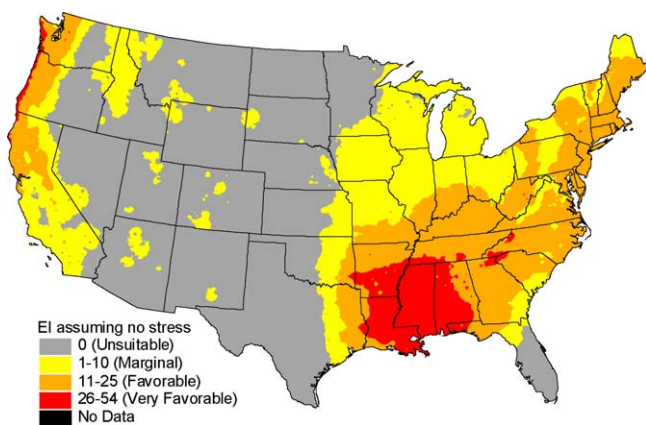 EI assuming no stress
0 (Unsuitable)
1-10 (Marginal)
11-25 (Favorable)
26-54 (Very Favorable)
No Data